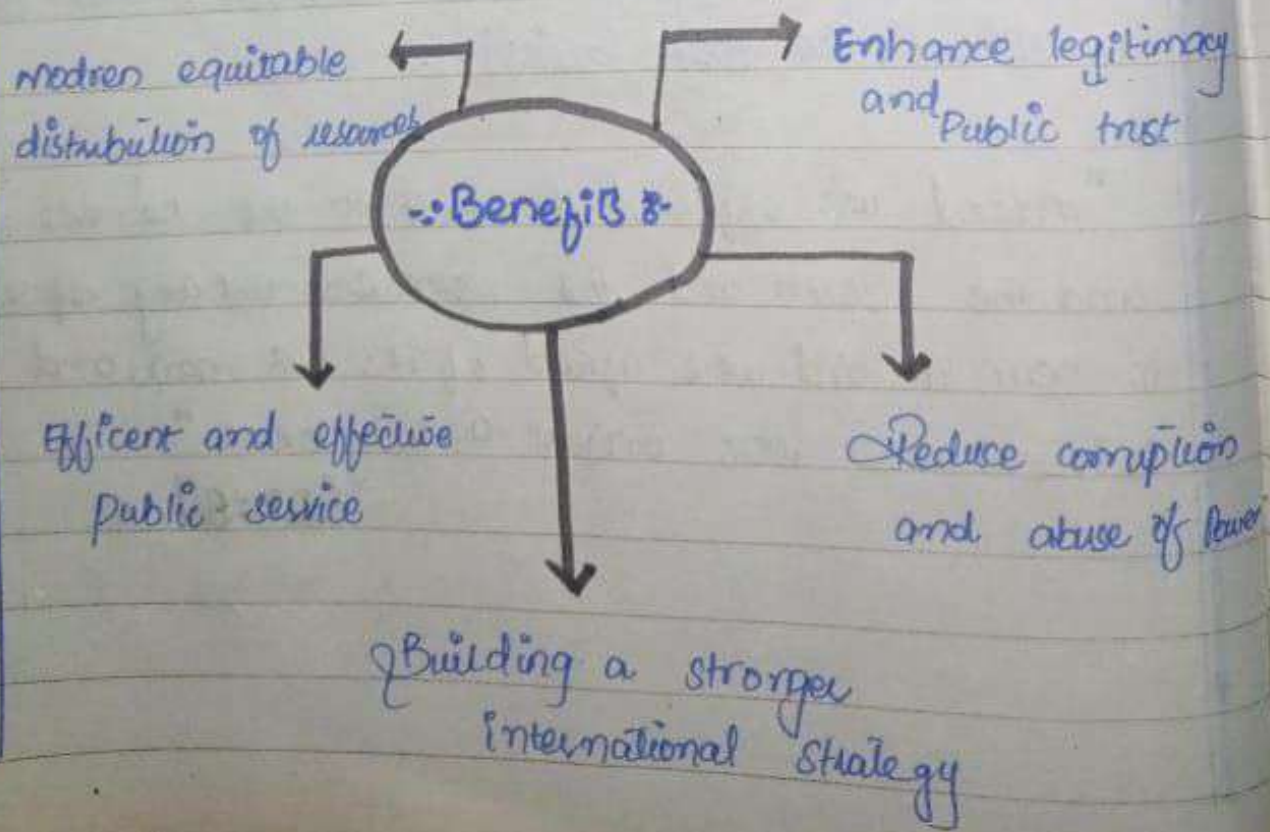 modren equitable
distribution of resources
Enhance legitimacy
and Public trust
-:Benefits:-
Efficent and effective
Public service
Reduce corruption
and abuse of Power
Building a stronger
international strategy